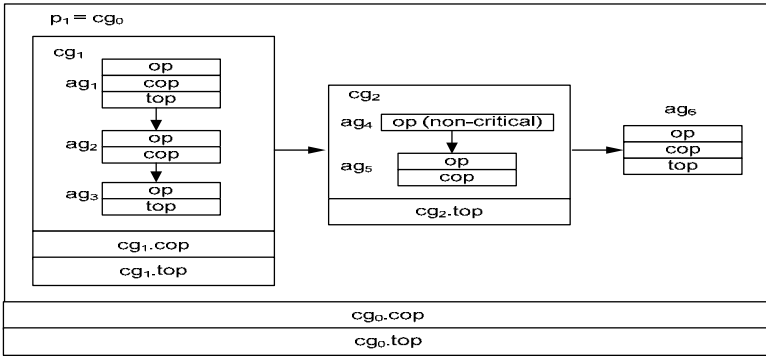 p1 = cg0
cg1
ag1
op
cop
top
ag2
op
cop
ag3
op
top
cg1.cop
cg1.top
cg2
ag4
op (non-critical)
ag5
op
cop
cg2.top
ag6
op
cop
top
cg0.cop
cg0.top